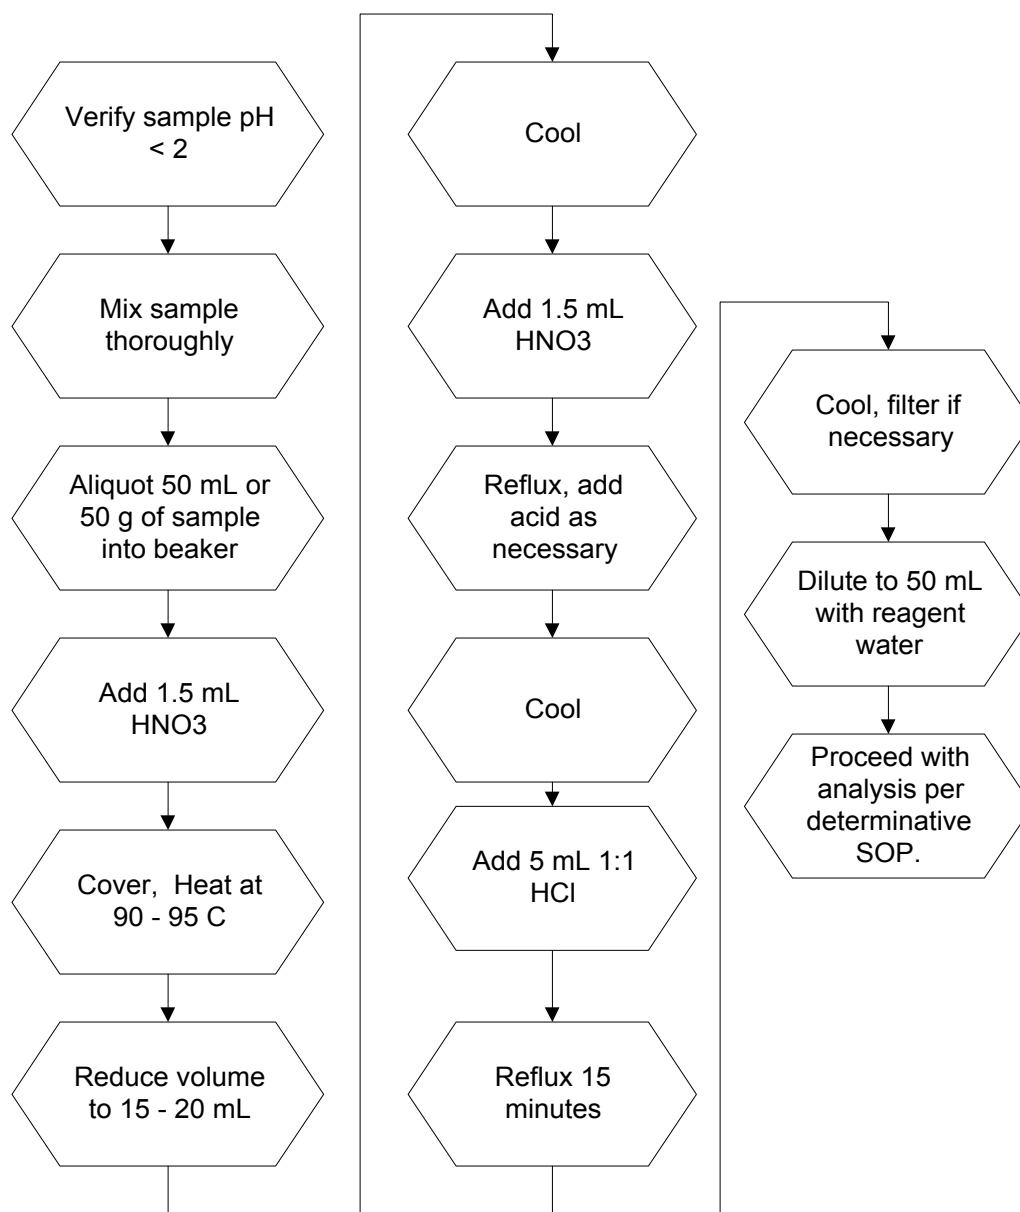 Verify sample pH
< 2
Mix sample
thoroughly
Aliquot 50 mL or
50 g of sample
into beaker
Add 1.5 mL
HNO3
Cover,  Heat at
90 - 95 C
Reduce volume
to 15 - 20 mL
Cool
Add 1.5 mL
HNO3
Reflux, add
acid as
necessary
Cool
Add 5 mL 1:1
HCl
Reflux 15
minutes
Cool, filter if
necessary
Dilute to 50 mL
with reagent
water
Proceed with
analysis per
determinative
SOP.